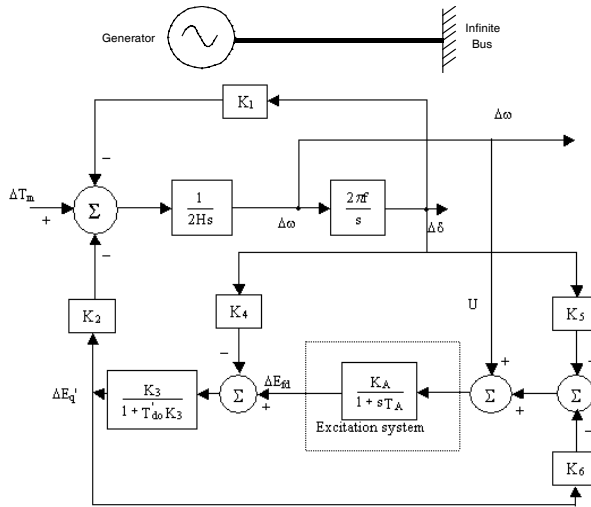 Generator
Infinite
Bus
K1
Δω
ΔTm
+
−
−
Σ
1
2Hs
Δω
2πf
s
Δδ
K2
K4
U
K5
−
−
ΔEq'
K3
1 + T'do K3
Σ
+
ΔEfd
KA
1 + sTA
Excitation system
+
Σ
+
Σ
−
K6